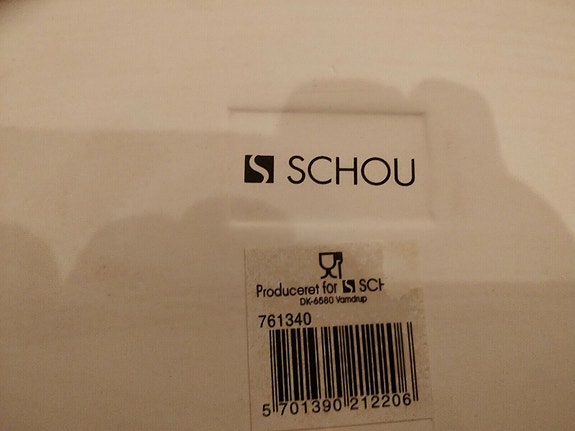 SCHOU
Produceret for SCH
DK-6580 Vamdrup
761340
5 701390 212206